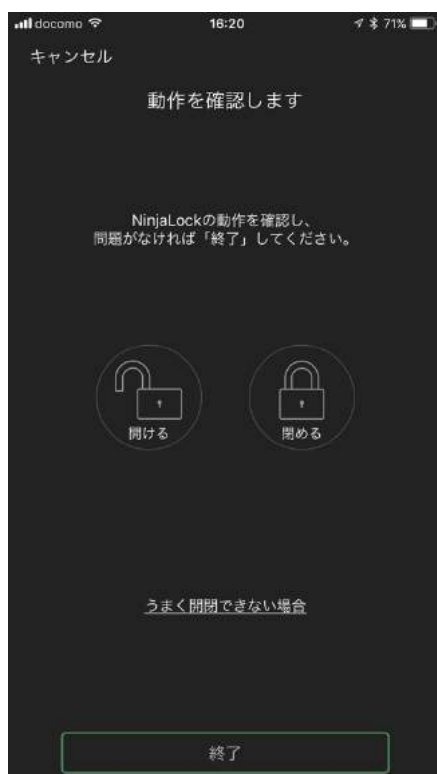 docomo 16:20 71%
キャンセル
動作を確認します
NinjaLockの動作を確認し、
問題がなければ「終了」してください。
開ける 閉める
うまく開閉できない場合
終了